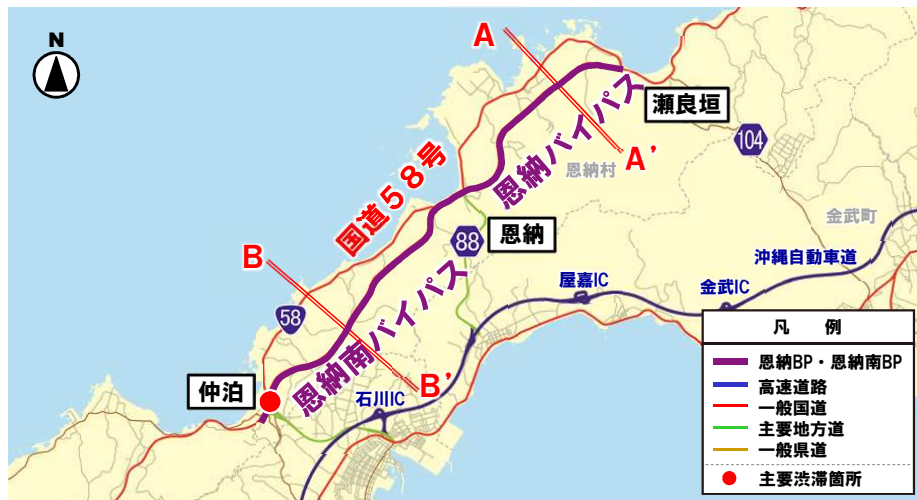 N
A
瀬良垣
104
A'
恩納バイパス
恩納村
国道58号
金武町
恩納
88
沖縄自動車道
B
屋嘉IC
金武IC
58
恩納南バイパス
B'
仲泊
石川IC
凡 例
恩納BP・恩納南BP
高速道路
一般国道
主要地方道
一般県道
主要渋滞箇所